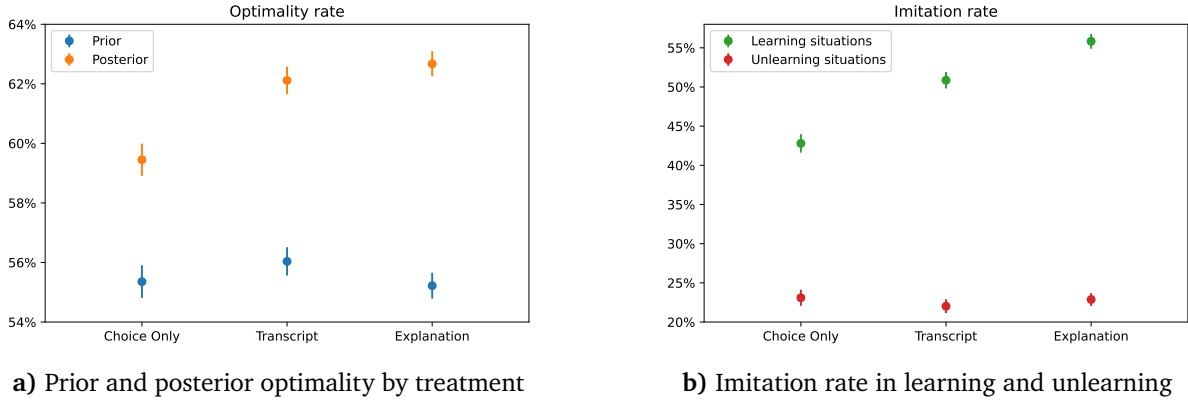 Optimality rate
64%
62%
60%
58%
56%
54%
Prior
Posterior
Choice Only
Transcript
Explanation
a) Prior and posterior optimality by treatment
Imitation rate
55%
50%
45%
40%
35%
30%
25%
20%
Learning situations
Unlearning situations
Choice Only
Transcript
Explanation
b) Imitation rate in learning and unlearning